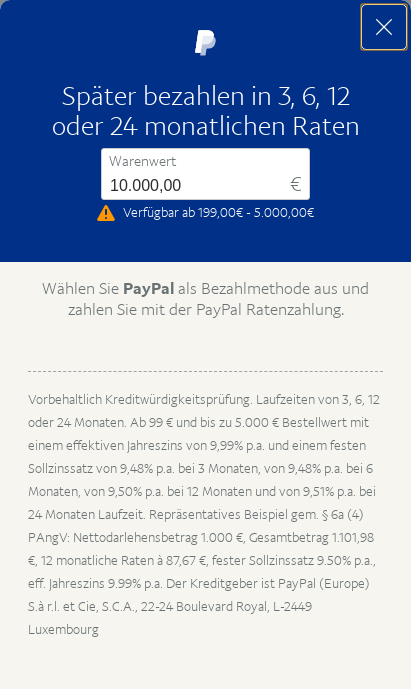 Später bezahlen in 3, 6, 12
oder 24 monatlichen Raten
Warenwert
10.000,00 €
Verfügbar ab 199,00€ - 5.000,00€
Wählen Sie PayPal als Bezahlmethode aus und
zahlen Sie mit der PayPal Ratenzahlung.
Vorbehaltlich Kreditwürdigkeitsprüfung. Laufzeiten von 3, 6, 12
oder 24 Monaten. Ab 99 € und bis zu 5.000 € Bestellwert mit
einem effektiven Jahreszins von 9,99% p.a. und einem festen
Sollzinssatz von 9,48% p.a. bei 3 Monaten, von 9,48% p.a. bei 6
Monaten, von 9,50% p.a. bei 12 Monaten und von 9,51% p.a. bei
24 Monaten Laufzeit. Repräsentatives Beispiel gem. § 6a (4)
PAngV: Nettodarlehensbetrag 1.000 €, Gesamtbetrag 1.101,98
€, 12 monatliche Raten à 87,67 €, fester Sollzinssatz 9.50% p.a.,
eff. Jahreszins 9.99% p.a. Der Kreditgeber ist PayPal (Europe)
S.à r.l. et Cie, S.C.A., 22-24 Boulevard Royal, L-2449
Luxembourg